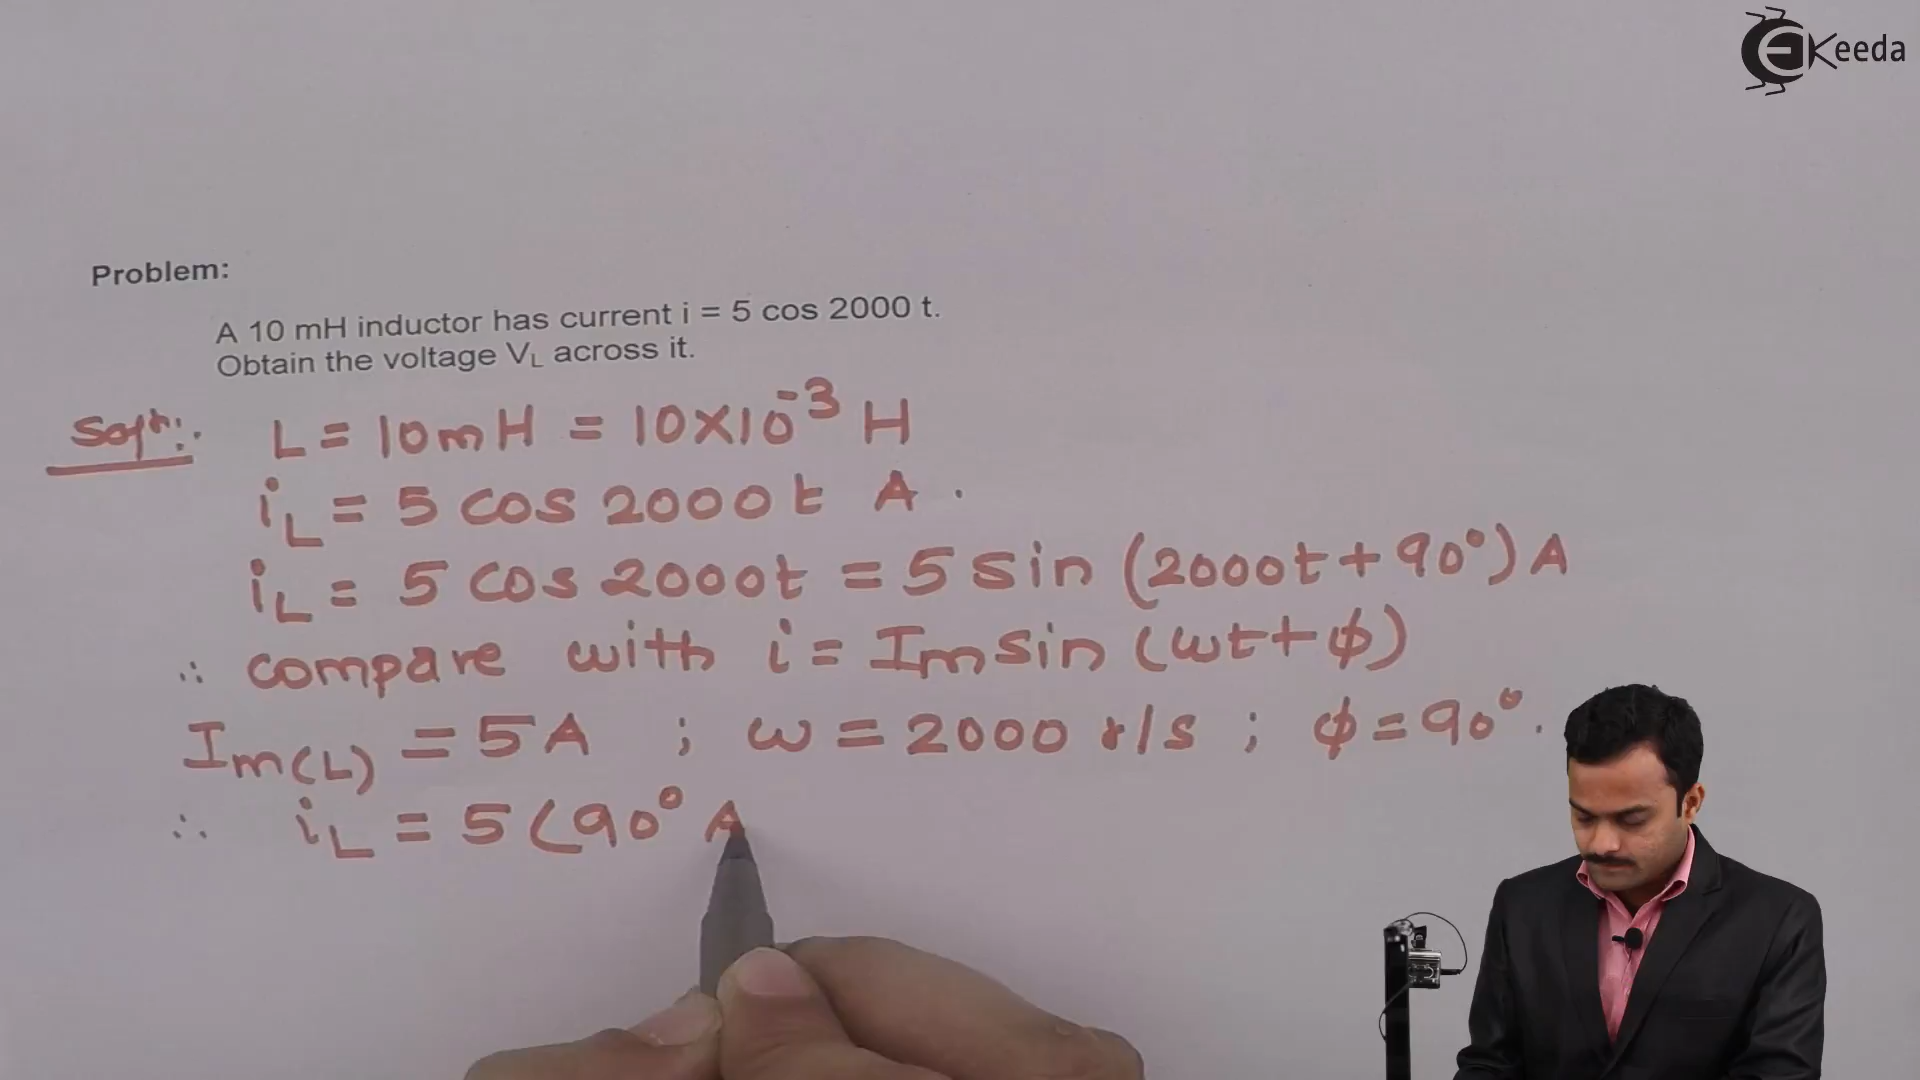 EKeeda
Problem:
A 10 mH inductor has current i = 5 cos 2000 t.
Obtain the voltage VL across it.
Soln:. L = 10mH = 10×10⁻³ H
iL = 5 cos 2000t A.
iL = 5 cos 2000t = 5 sin (2000t + 90°) A
∴ compare with i = Im sin (ωt + ϕ)
Im(L) = 5A ; ω = 2000 r/s ; ϕ = 90°.
∴ iL = 5∠90° A